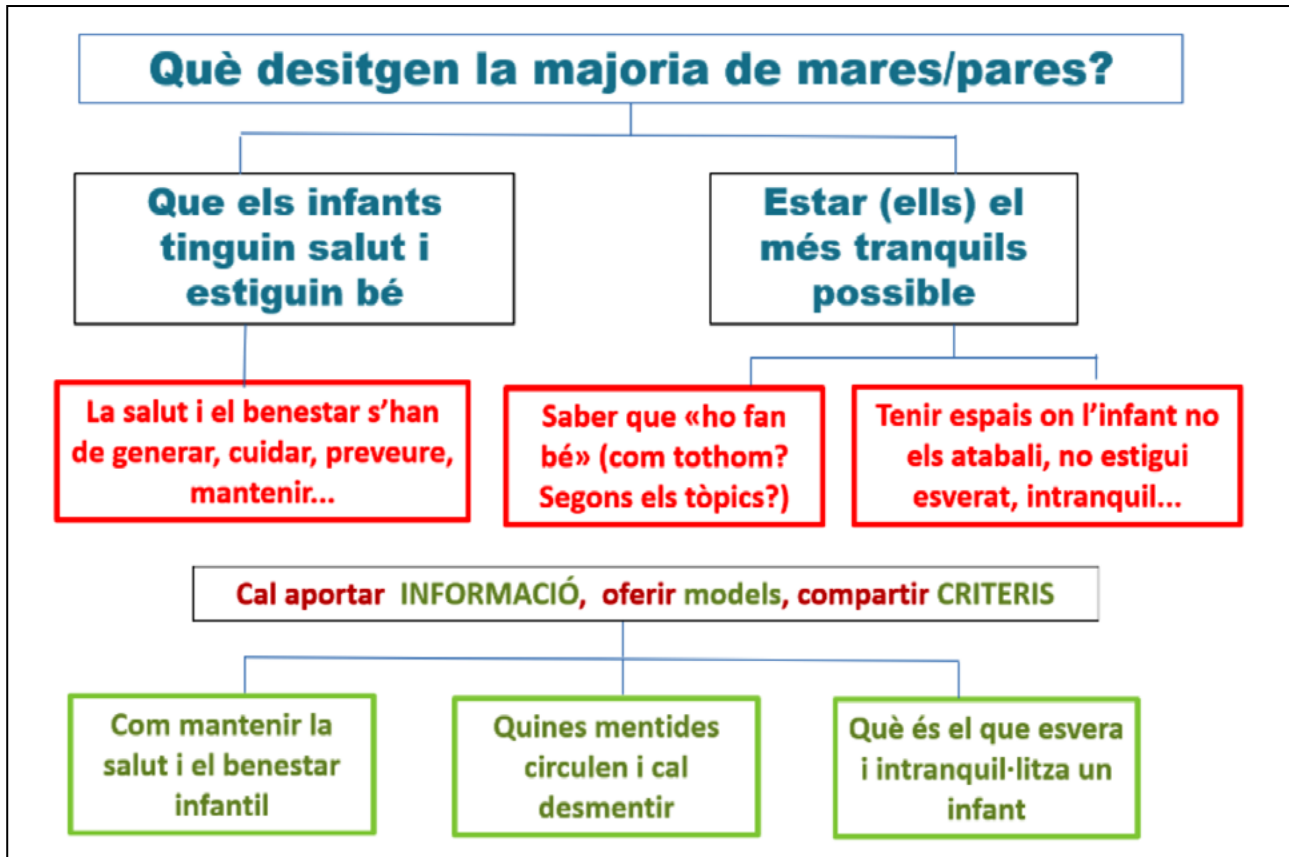 Què desitgen la majoria de mares/pares?
Que els infants
tinguin salut i
estiguin bé
Estar (ells) el
més tranquils
possible
La salut i el benestar s’han
de generar, cuidar, preveure,
mantenir...
Saber que «ho fan
bé» (com tothom?
Segons els tòpics?)
Tenir espais on l’infant no
els atabali, no estigui
esverat, intranquil...
Cal aportar INFORMACIÓ, oferir models, compartir CRITERIS
Com mantenir la
salut i el benestar
infantil
Quines mentides
circulen i cal
desmentir
Què és el que esvera
i intranquil·litza un
infant